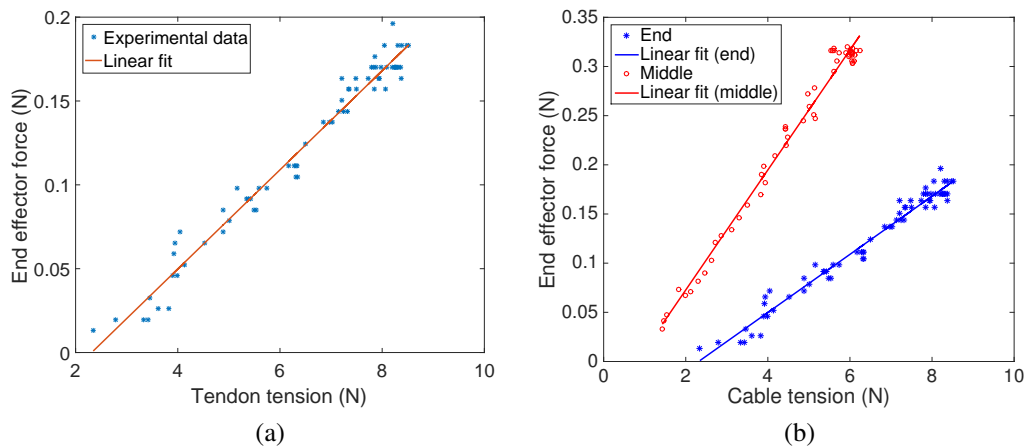 0.2
0.15
0.1
0.05
0
2
4
6
8
10
End effector force (N)
Tendon tension (N)
Experimental data
Linear fit
(a)
0.35
0.3
0.25
0.2
0.15
0.1
0.05
0
0
2
4
6
8
10
End effector force (N)
Cable tension (N)
End
Linear fit (end)
Middle
Linear fit (middle)
(b)